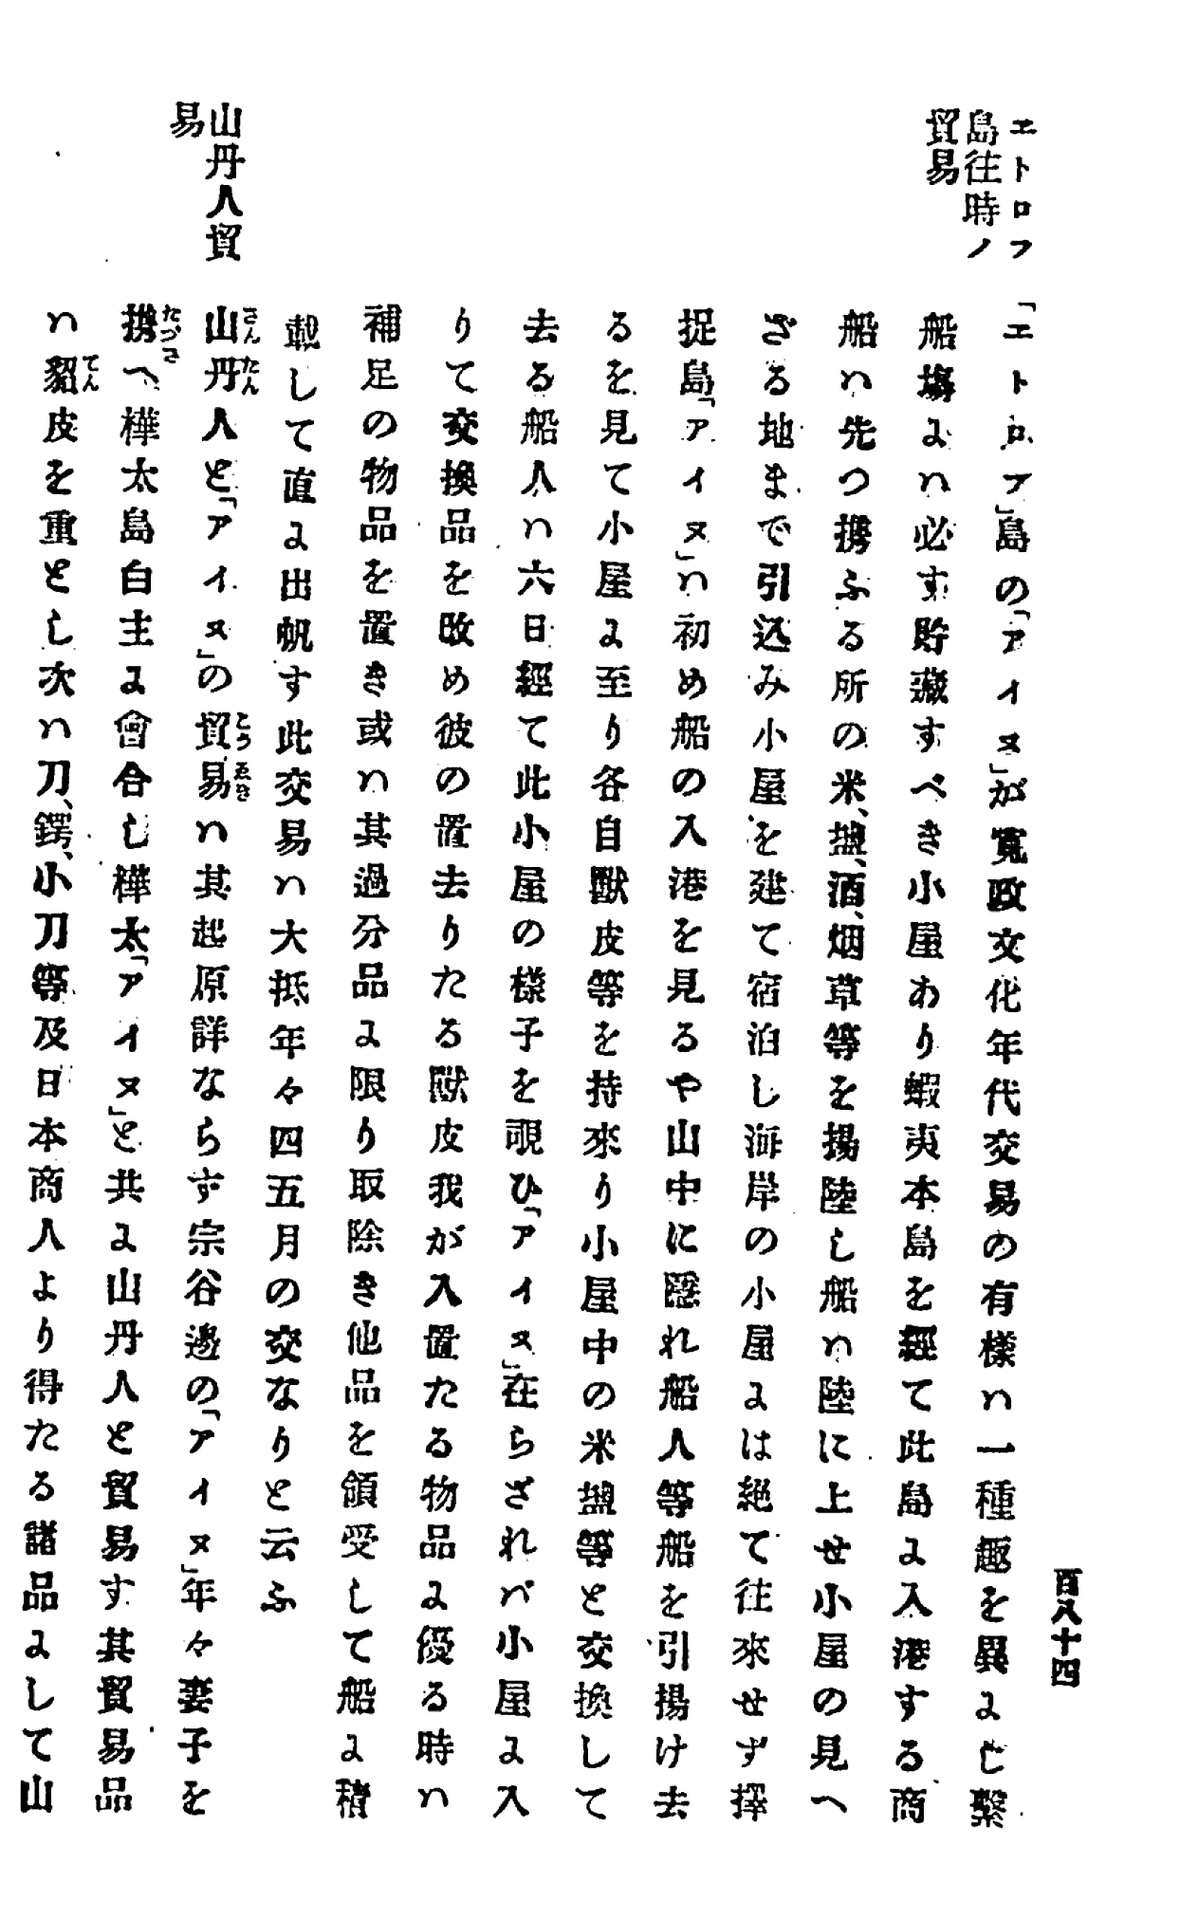 百八十四
エトロフ
島往時ノ
貿易
「エトロフ」島の「アイヌ」が寛政文化年代交易の有様ハ一種趣を異よし繋
船塲よハ必す貯藏すべき小屋あり蝦夷本島を經て此島よ入港する商
船ハ先つ携ふる所の米、塩、酒、烟草等を揚陸し船ハ陸に上せ小屋の見へ
ざる地まで引込み小屋を建て宿泊し海岸の小屋よは絶て往來せず擇
捉島「アイヌ」ハ初め船の入港を見るや山中に隱れ船人等船を引揚け去
るを見て小屋よ至り各自獸皮等を持來り小屋中の米塩等と交換して
去る船人ハ六日經て此小屋の樣子を覗ひ「アイヌ」在らざれバ小屋よ入
りて交換品を改め彼の置去りたる獸皮我が入置たる物品よ優る時ハ
補足の物品を置き或ハ其過分品よ限り取除き他品を領受して船よ積
載して直よ出帆す此交易ハ大抵年々四五月の交なりと云ふ
山丹人貿
易
山丹人と「アイヌ」の貿易ハ其起原詳ならす宗谷邊の「アイヌ」年々妻子を
携へ樺太島白主よ會合し樺太「アイヌ」と共よ山丹人と貿易す其貿易品
ハ貂皮を重とし次ハ刀、鍔、小刀等及日本商人より得たる諸品よして山